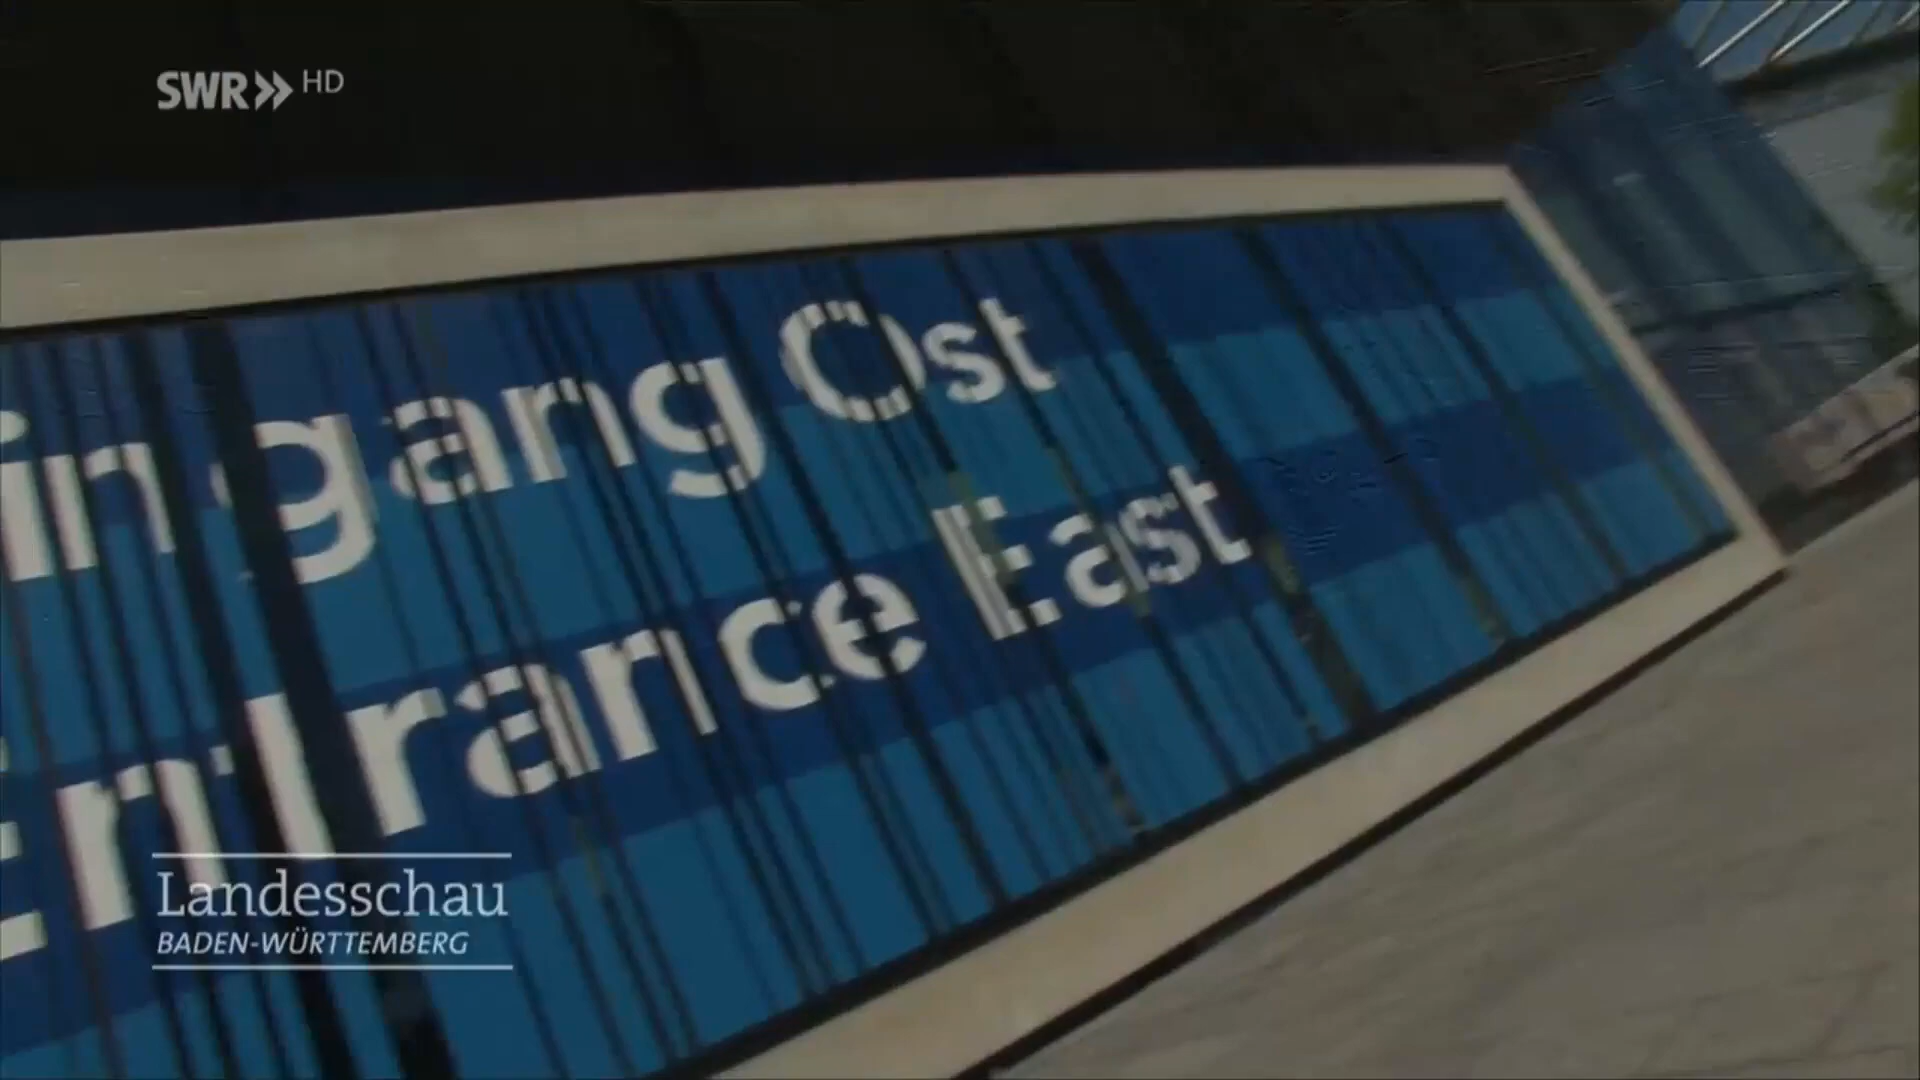 SWR» HD
ingang Ost
Entrance East
Landesschau
BADEN-WÜRTTEMBERG